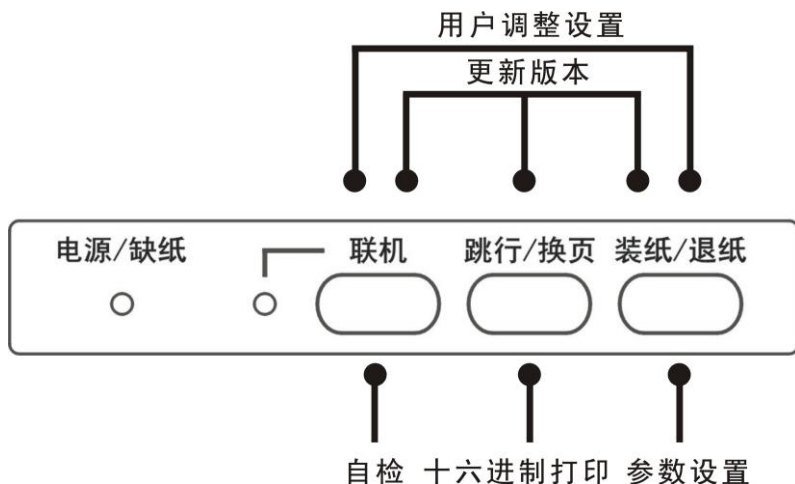 用户调整设置
更新版本
电源/缺纸 联机 跳行/换页 装纸/退纸
自检 十六进制打印 参数设置